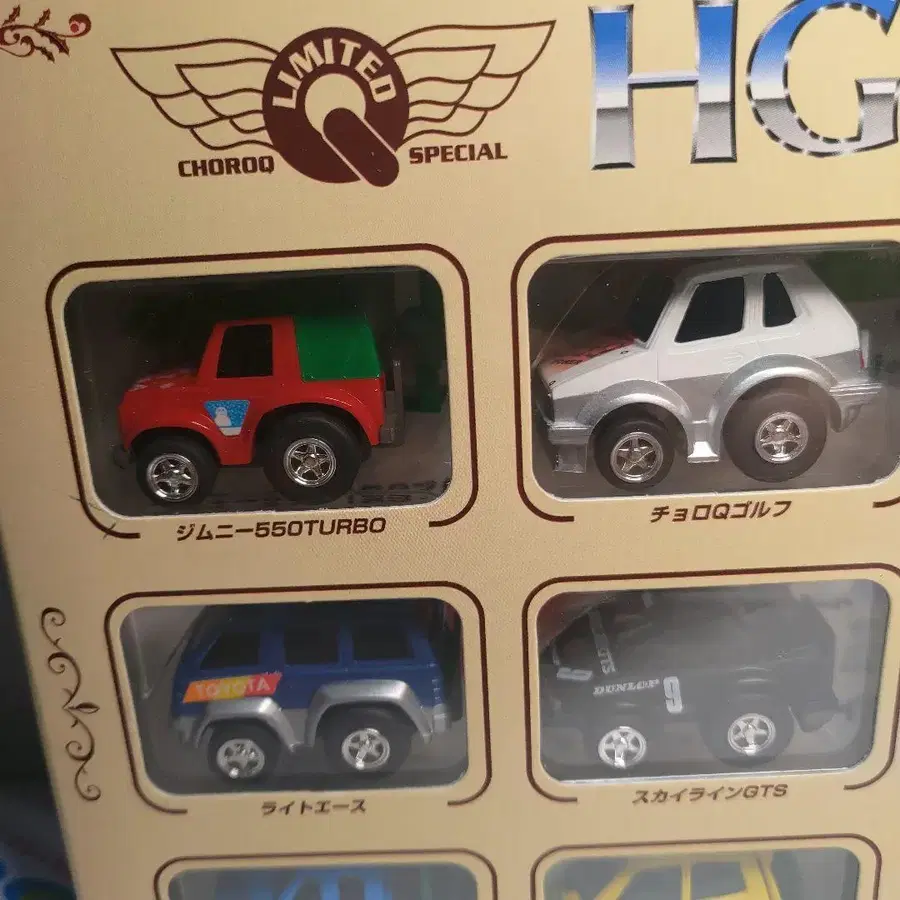 LIMITED
CHOROQ SPECIAL
HG
ジムニー550TURBO
チョロQゴルフ
TOYOTA
DUNLOP 9
ライトエース
スカイラインGTS